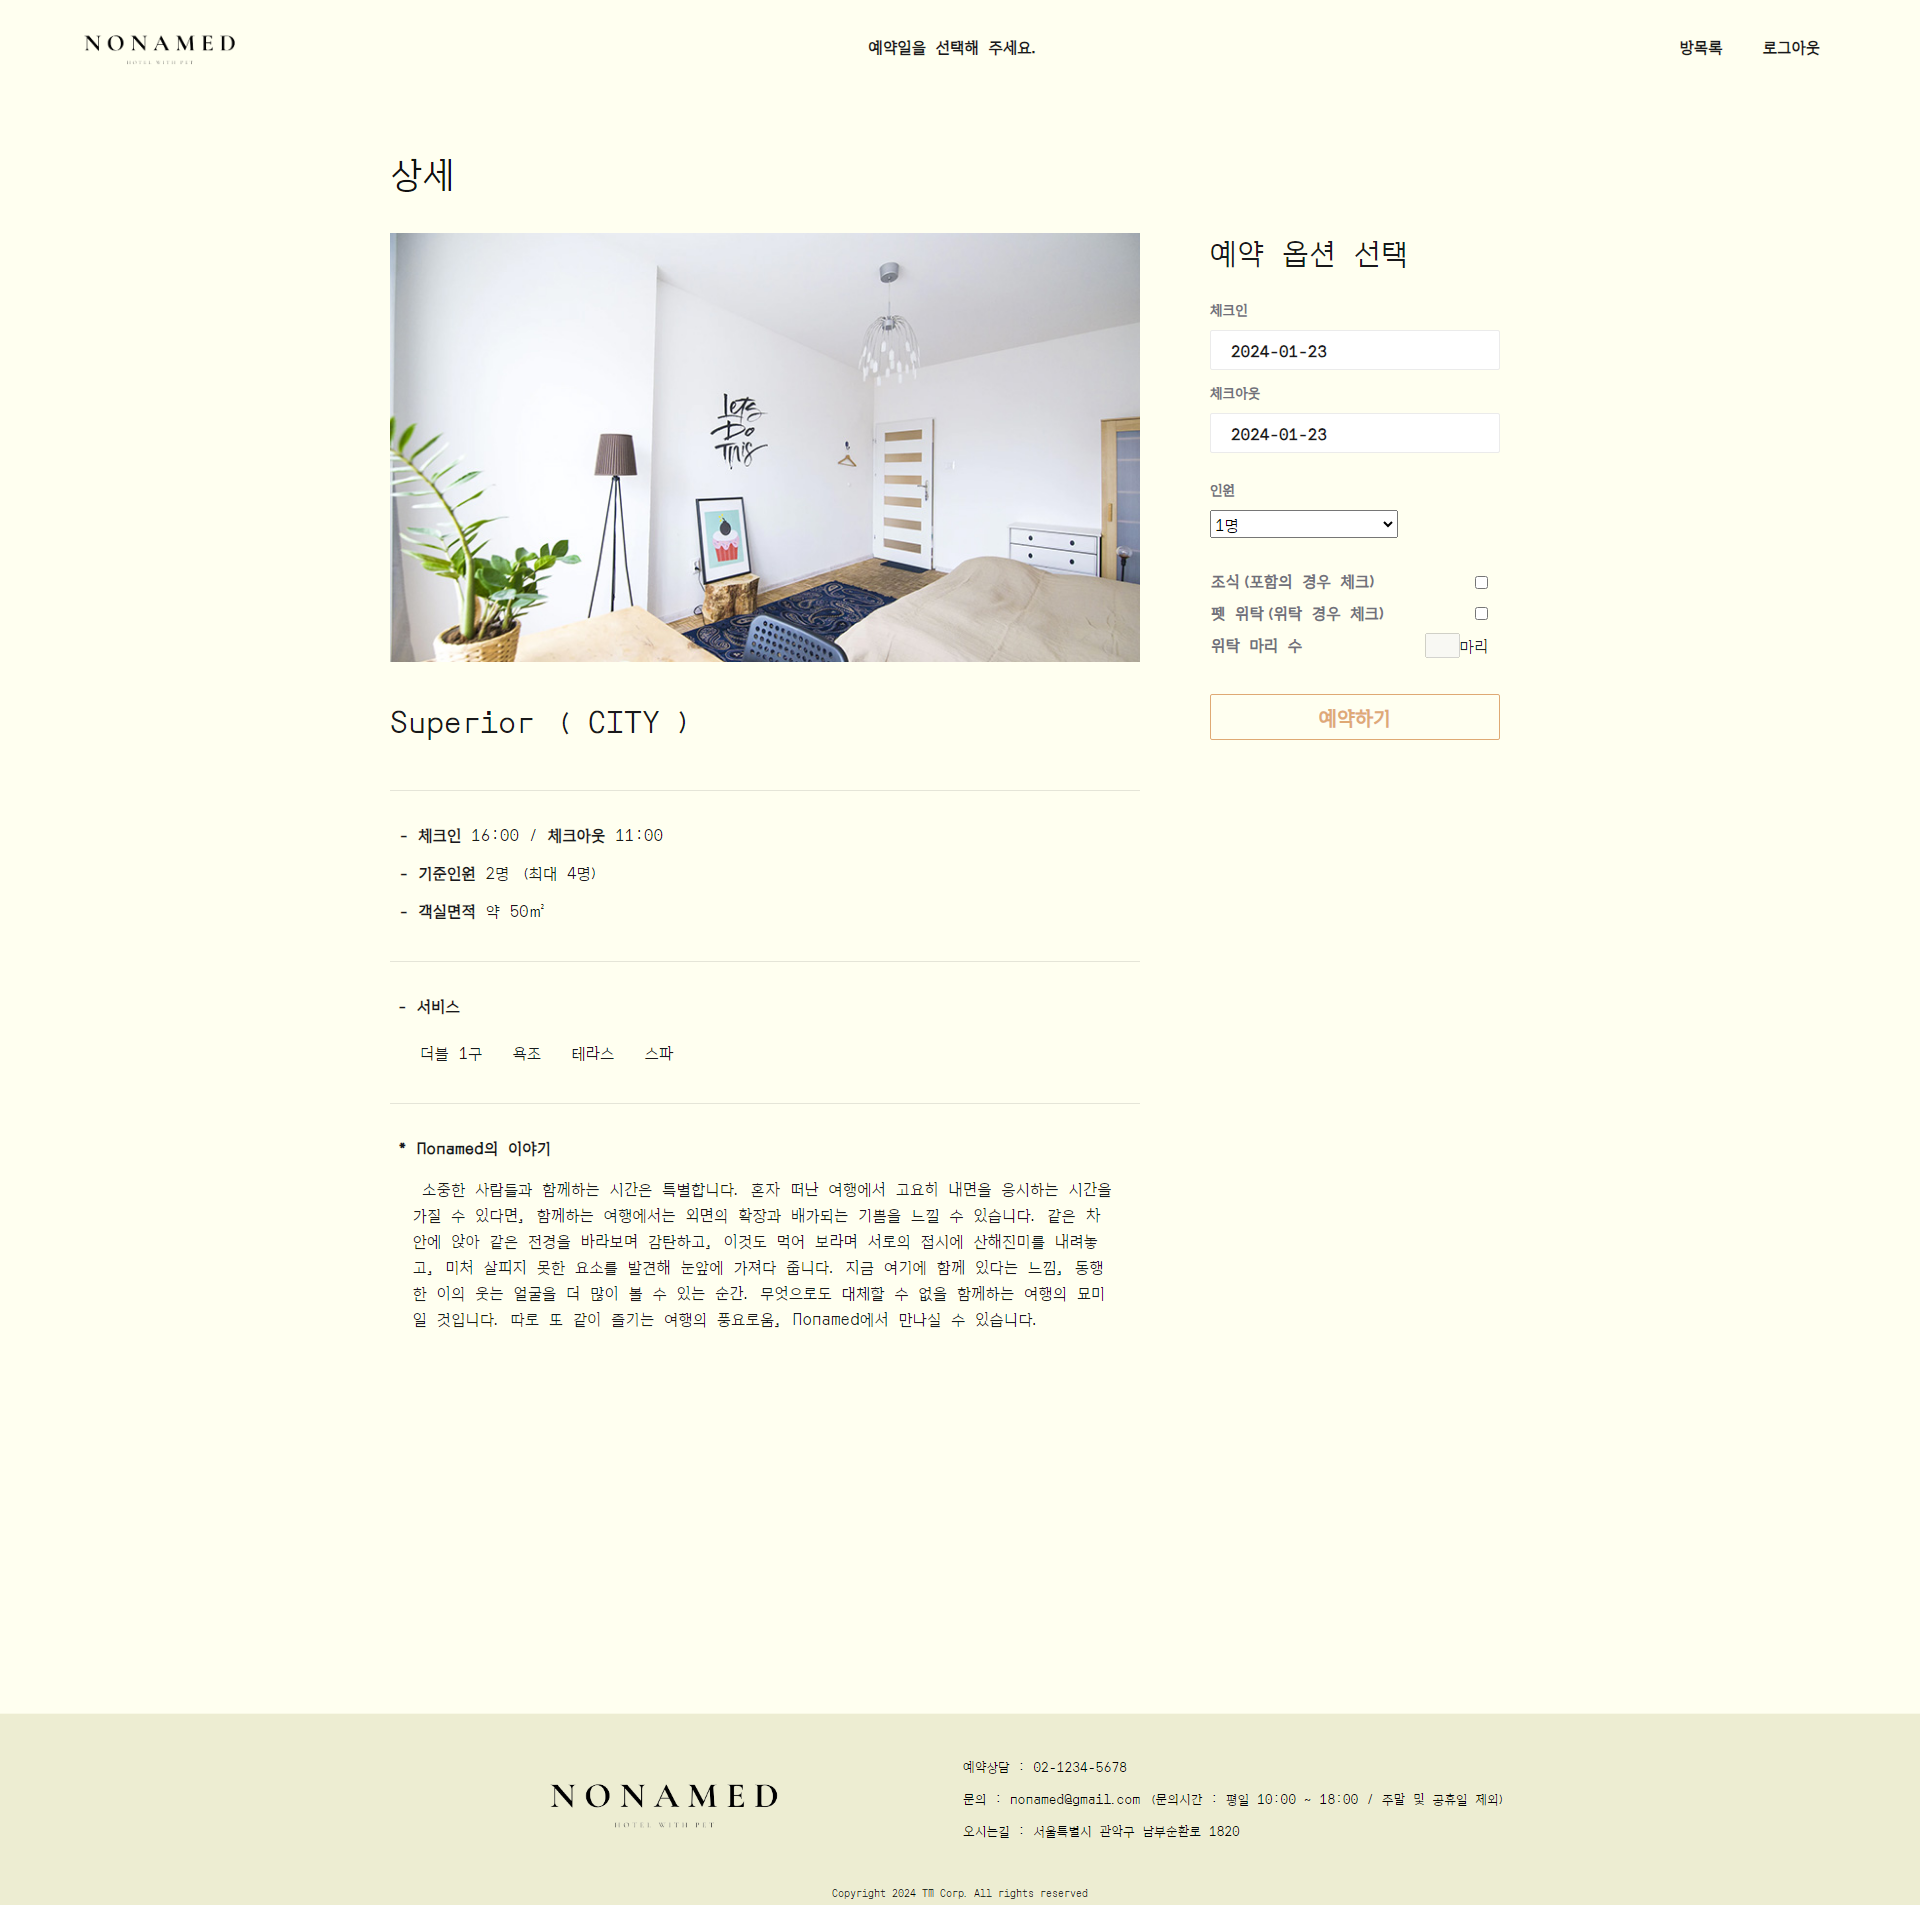 NONAMED
HOTEL WITH PET
예약일을 선택해 주세요.
방목록 로그아웃
상세
Lets
Do
This
Superior ( CITY )
- 체크인 16:00 / 체크아웃 11:00
- 기준인원 2명 (최대 4명)
- 객실면적 약 50㎡
- 서비스
더블 1구 욕조 테라스 스파
* Nonamed의 이야기
소중한 사람들과 함께하는 시간은 특별합니다. 혼자 떠난 여행에서 고요히 내면을 응시하는 시간을
가질 수 있다면, 함께하는 여행에서는 외면의 확장과 배가되는 기쁨을 느낄 수 있습니다. 같은 차
안에 앉아 같은 전경을 바라보며 감탄하고, 이것도 먹어 보라며 서로의 접시에 산해진미를 내려놓
고, 미처 살피지 못한 요소를 발견해 눈앞에 가져다 줍니다. 지금 여기에 함께 있다는 느낌, 동행
한 이의 웃는 얼굴을 더 많이 볼 수 있는 순간. 무엇으로도 대체할 수 없을 함께하는 여행의 묘미
일 것입니다. 따로 또 같이 즐기는 여행의 풍요로움, Nonamed에서 만나실 수 있습니다.
예약 옵션 선택
체크인
2024-01-23
체크아웃
2024-01-23
인원
1명
조식(포함의 경우 체크)
펫 위탁(위탁 경우 체크)
위탁 마리 수 마리
예약하기
NONAMED
HOTEL WITH PET
예약상담 : 02-1234-5678
문의 : nonamed@gmail.com (문의시간 : 평일 10:00 ~ 18:00 / 주말 및 공휴일 제외)
오시는길 : 서울특별시 관악구 남부순환로 1820
Copyright 2024 TM Corp. All rights reserved